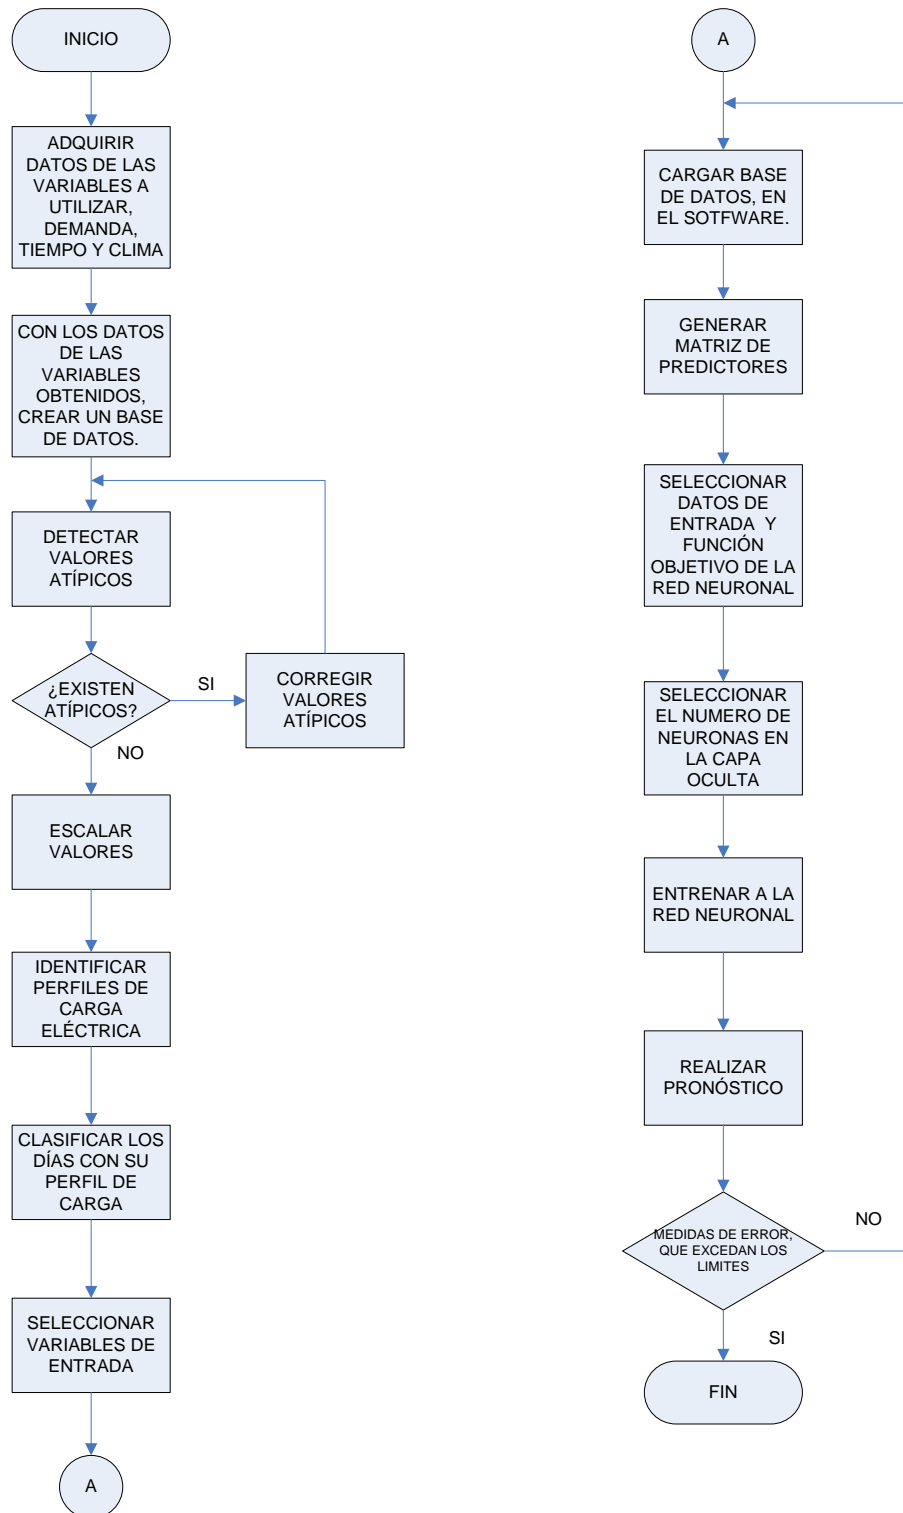 INICIO
ADQUIRIR
DATOS DE LAS
VARIABLES A
UTILIZAR,
DEMANDA,
TIEMPO Y CLIMA
CON LOS DATOS
DE LAS
VARIABLES
OBTENIDOS,
CREAR UN BASE
DE DATOS.
DETECTAR
VALORES
ATÍPICOS
¿EXISTEN
ATÍPICOS?
SI
CORREGIR
VALORES
ATÍPICOS
NO
ESCALAR
VALORES
IDENTIFICAR
PERFILES DE
CARGA
ELÉCTRICA
CLASIFICAR LOS
DÍAS CON SU
PERFIL DE
CARGA
SELECCIONAR
VARIABLES DE
ENTRADA
A
A
CARGAR BASE
DE DATOS, EN
EL SOTFWARE.
GENERAR
MATRIZ DE
PREDICTORES
SELECCIONAR
DATOS DE
ENTRADA Y
FUNCIÓN
OBJETIVO DE LA
RED NEURONAL
SELECCIONAR
EL NUMERO DE
NEURONAS EN
LA CAPA
OCULTA
ENTRENAR A LA
RED NEURONAL
REALIZAR
PRONÓSTICO
MEDIDAS DE ERROR,
QUE EXCEDAN LOS
LIMITES
NO
SI
FIN